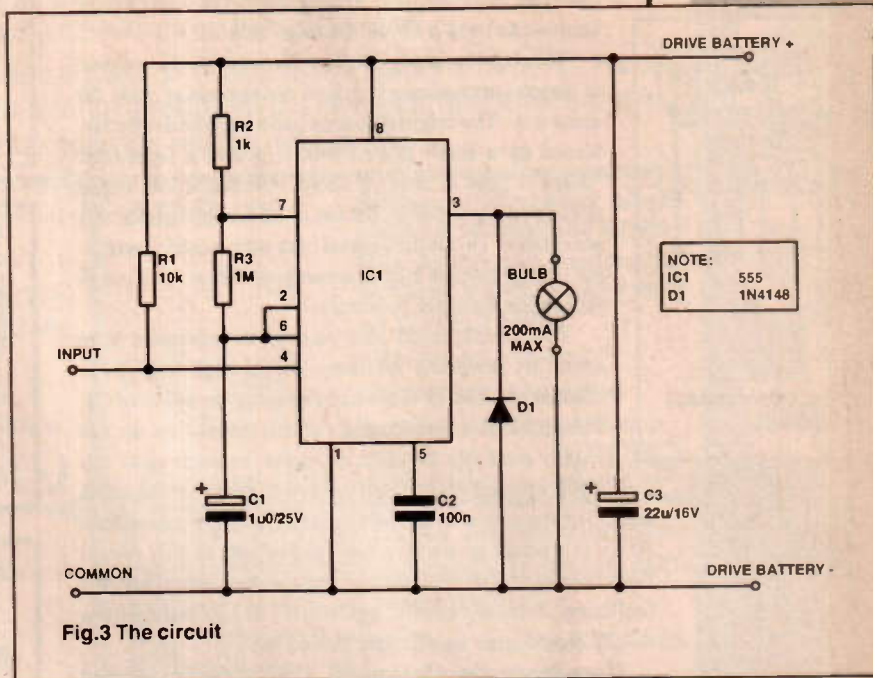 DRIVE BATTERY +
R2
1k
8
7
3
R1
10k
R3
1M
IC1
BULB
200mA
MAX
NOTE:
IC1 555
D1 1N4148
2
6
INPUT
4
D1
1
5
+
C1
1u0/25V
C2
100n
+
C3
22u/16V
COMMON
DRIVE BATTERY -
Fig.3 The circuit